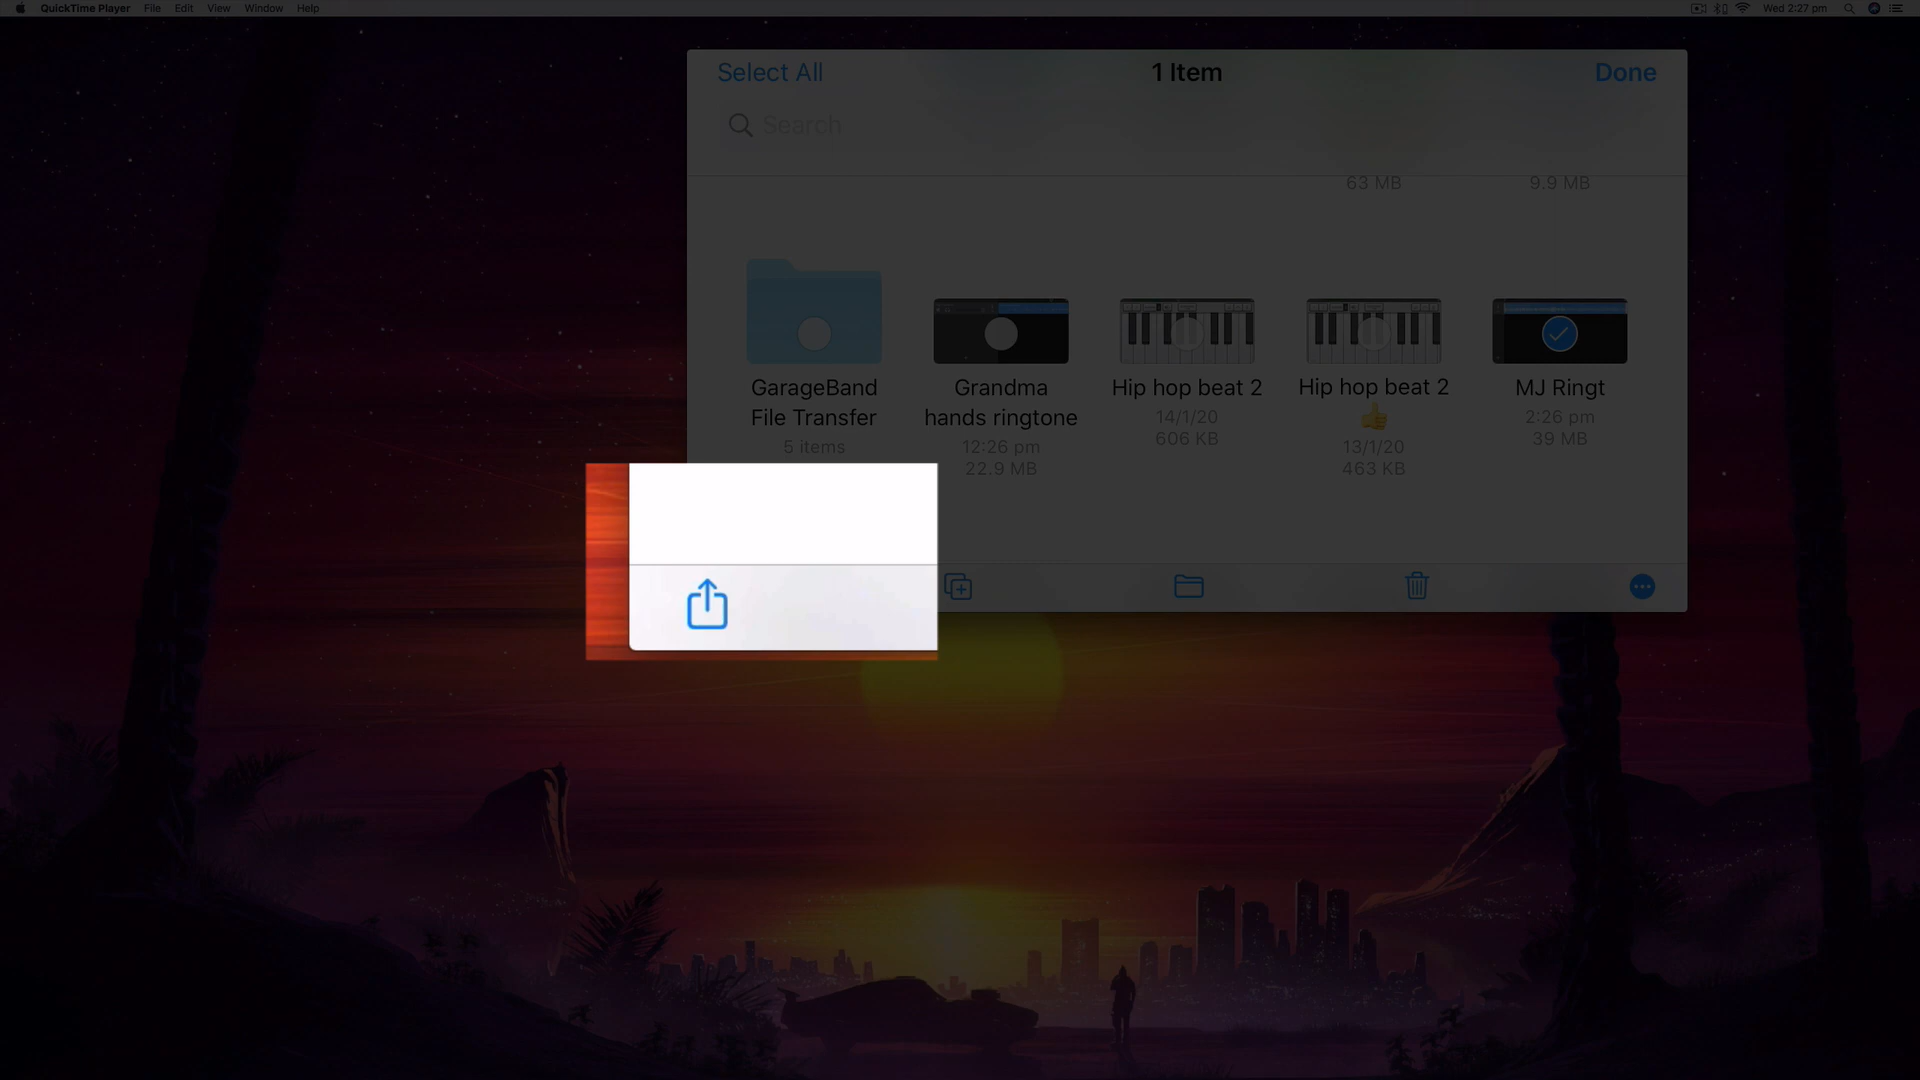 QuickTime Player File Edit View Window Help Wed 2:27 pm
Select All 1 Item Done
Search
63 MB 9.9 MB
GarageBand
File Transfer
5 items
Grandma
hands ringtone
12:26 pm
22.9 MB
Hip hop beat 2
14/1/20
606 KB
Hip hop beat 2
👍
13/1/20
463 KB
MJ Ringt
2:26 pm
39 MB